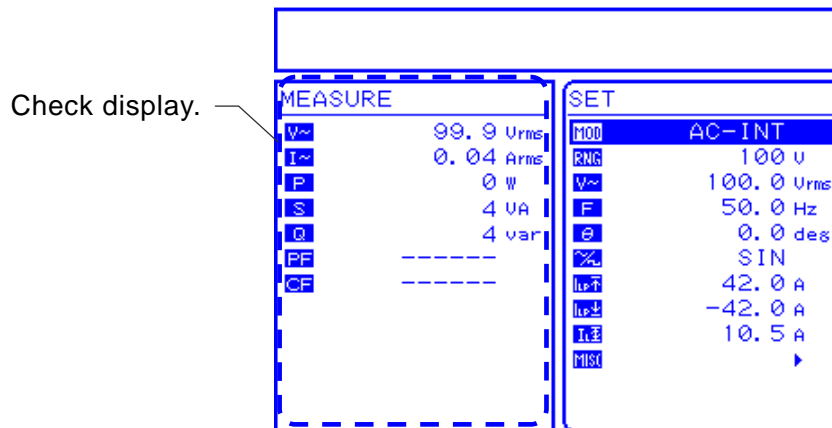 Check display.
MEASURE
V~ 99.9 Vrms
I~ 0.04 Arms
P 0 W
S 4 VA
Q 4 var
PF ------
CF ------
SET
MOD AC-INT
RNG 100 V
V~ 100.0 Vrms
F 50.0 Hz
θ 0.0 deg
SIN
42.0 A
-42.0 A
10.5 A
MISC